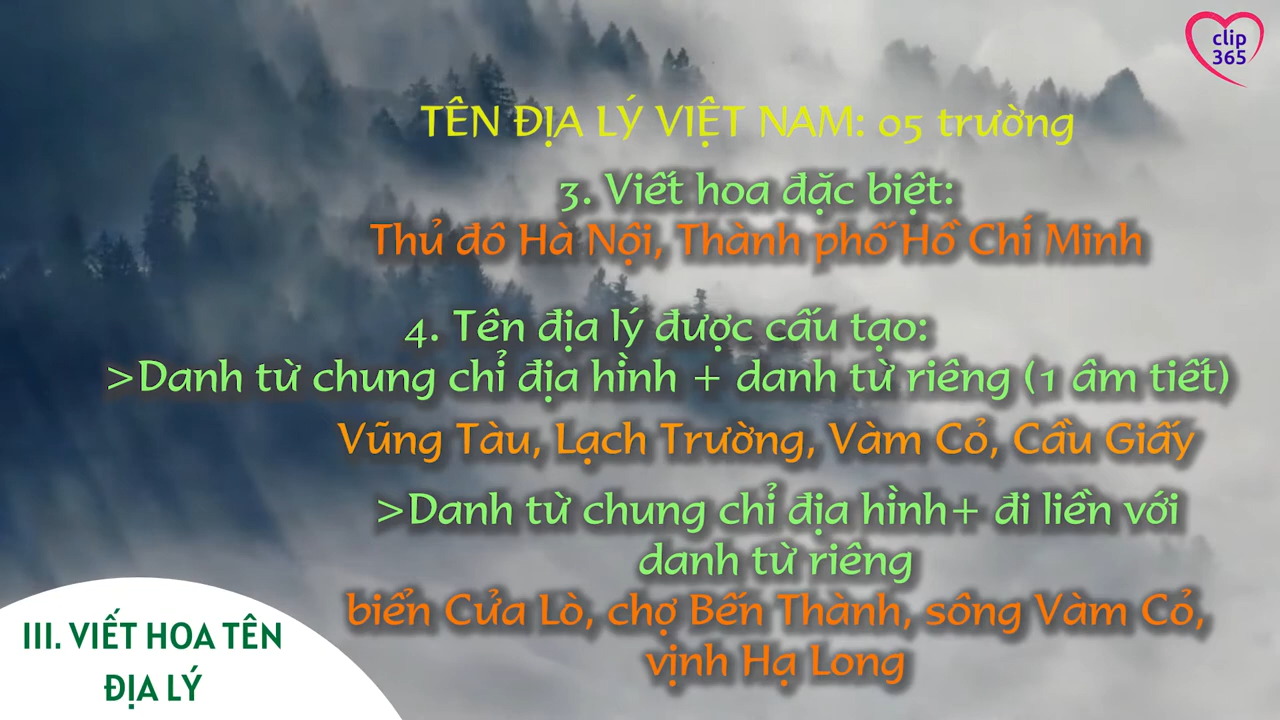 clip
365
TÊN ĐỊA LÝ VIỆT NAM: 05 trường
3. Viết hoa đặc biệt:
Thủ đô Hà Nội, Thành phố Hồ Chí Minh
4. Tên địa lý được cấu tạo:
>Danh từ chung chỉ địa hình + danh từ riêng (1 âm tiết)
Vũng Tàu, Lạch Trường, Vàm Cỏ, Cầu Giấy
>Danh từ chung chỉ địa hình+ đi liền với
danh từ riêng
biển Cửa Lò, chợ Bến Thành, sông Vàm Cỏ,
vịnh Hạ Long
III. VIẾT HOA TÊN
ĐỊA LÝ